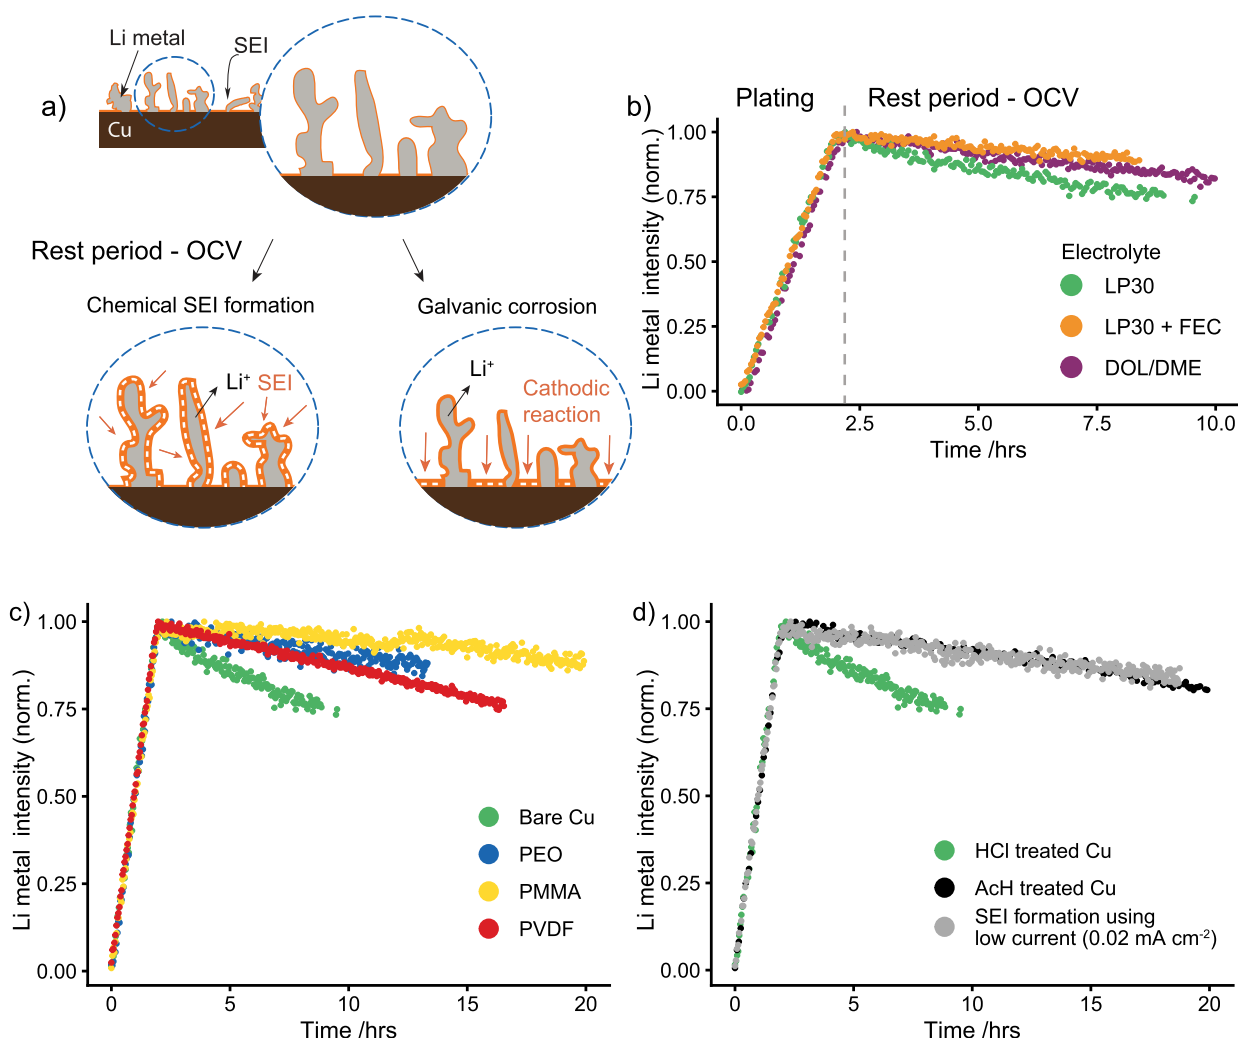 a)
Li metal
SEI
Cu
Rest period - OCV
Chemical SEI formation
Li⁺ SEI
Galvanic corrosion
Li⁺
Cathodic
reaction
b)
Plating
Rest period - OCV
Li metal intensity (norm.)
1.00
0.75
0.50
0.25
0.00
Electrolyte
LP30
LP30 + FEC
DOL/DME
0.0 2.5 5.0 7.5 10.0
Time /hrs
c)
Li metal intensity (norm.)
1.00
0.75
0.50
0.25
0.00
Bare Cu
PEO
PMMA
PVDF
0 5 10 15 20
Time /hrs
d)
Li metal intensity (norm.)
1.00
0.75
0.50
0.25
0.00
HCl treated Cu
AcH treated Cu
SEI formation using
low current (0.02 mA cm⁻²)
0 5 10 15 20
Time /hrs